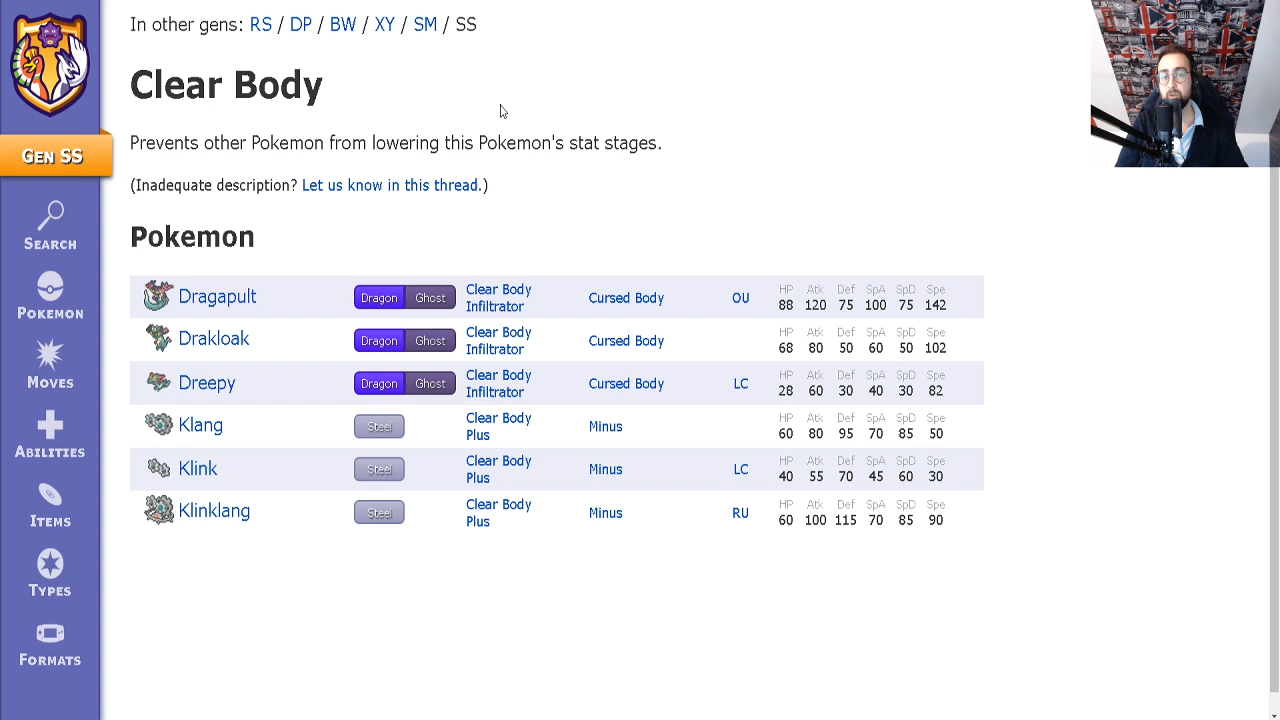 In other gens: RS / DP / BW / XY / SM / SS
Clear Body
Prevents other Pokemon from lowering this Pokemon's stat stages.
(Inadequate description? Let us know in this thread.)
Pokemon
GEN SS
SEARCH
POKEMON
MOVES
ABILITIES
ITEMS
TYPES
FORMATS
Dragapult Dragon Ghost Clear Body Infiltrator Cursed Body OU HP 88 Atk 120 Def 75 SpA 100 SpD 75 Spe 142
Drakloak Dragon Ghost Clear Body Infiltrator Cursed Body HP 68 Atk 80 Def 50 SpA 60 SpD 50 Spe 102
Dreepy Dragon Ghost Clear Body Infiltrator Cursed Body LC HP 28 Atk 60 Def 30 SpA 40 SpD 30 Spe 82
Klang Steel Clear Body Plus Minus HP 60 Atk 80 Def 95 SpA 70 SpD 85 Spe 50
Klink Steel Clear Body Plus Minus LC HP 40 Atk 55 Def 70 SpA 45 SpD 60 Spe 30
Klinklang Steel Clear Body Plus Minus RU HP 60 Atk 100 Def 115 SpA 70 SpD 85 Spe 90